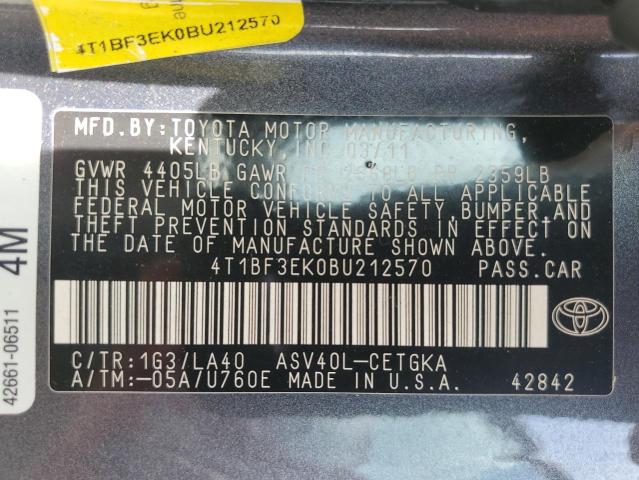 4T1BF3EK0BU212570
MFD.BY:TOYOTA MOTOR MANUFACTURING,
KENTUCKY, INC. 03/11
GVWR 4405LB GAWR RR 2359LB
THIS VEHICLE CONFORMS TO ALL APPLICABLE
FEDERAL MOTOR VEHICLE SAFETY,BUMPER,AND
THEFT PREVENTION STANDARDS IN EFFECT ON
THE DATE OF MANUFACTURE SHOWN ABOVE.
4T1BF3EK0BU212570 PASS.CAR
C/TR:1G3/LA40 ASV40L-CETGKA
A/TM:-05A/U760E MADE IN U.S.A. 42842
4M
42661-06511